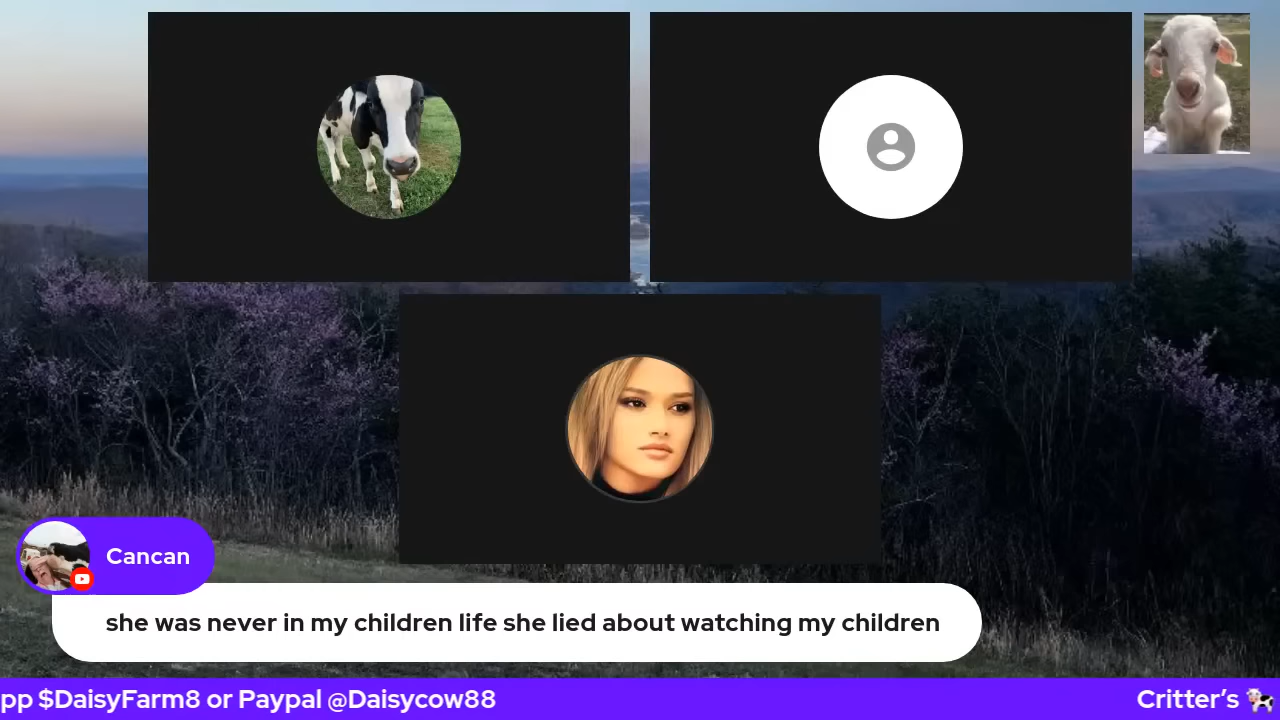 Cancan
she was never in my children life she lied about watching my children
pp $DaisyFarm8 or Paypal @Daisycow88
Critter's 🐄